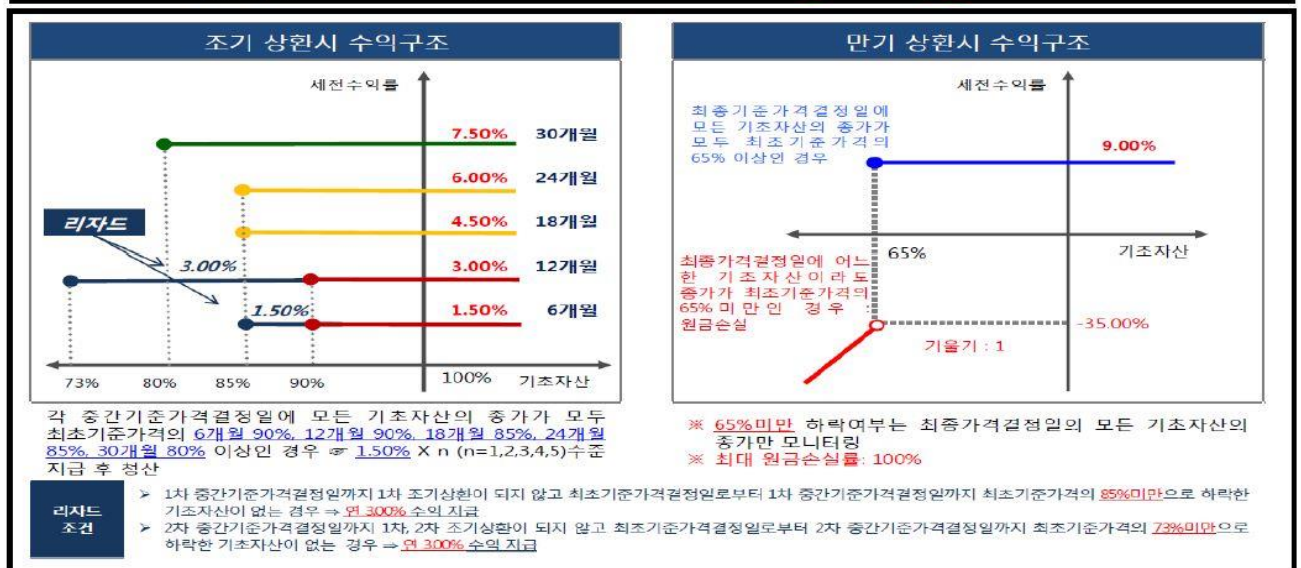 조기 상환시 수익구조
세전수익률
7.50% 30개월
6.00% 24개월
4.50% 18개월
리자드
3.00%
3.00% 12개월
1.50%
1.50% 6개월
73% 80% 85% 90% 100% 기초자산
각 중간기준가격결정일에 모든 기초자산의 종가가 모두
최초기준가격의 6개월 90%, 12개월 90%, 18개월 85%, 24개월
85%, 30개월 80% 이상인 경우 ☞ 1.50% X n (n=1,2,3,4,5)수준
지급 후 청산
만기 상환시 수익구조
세전수익률
최종기준가격결정일에
모든 기초자산의 종가가
모두 최초기준가격의
65% 이상인 경우
9.00%
65%
기초자산
최종가격결정일에 어느
한 기초자산이라도
종가가 최초기준가격의
65%미만인 경우 :
원금손실
-35.00%
기울기 : 1
※ 65%미만 하락여부는 최종가격결정일의 모든 기초자산의
종가만 모니터링
※ 최대 원금손실률: 100%
리자드
조건
➢ 1차 중간기준가격결정일까지 1차 조기상환이 되지 않고 최초기준가격결정일로부터 1차 중간기준가격결정일까지 최초기준가격의 85%미만으로 하락한
기초자산이 없는 경우 ⇒ 연 3.00% 수익 지급
➢ 2차 중간기준가격결정일까지 1차, 2차 조기상환이 되지 않고 최초기준가격결정일로부터 2차 중간기준가격결정일까지 최초기준가격의 73%미만으로
하락한 기초자산이 없는 경우 ⇒ 연 3.00% 수익 지급